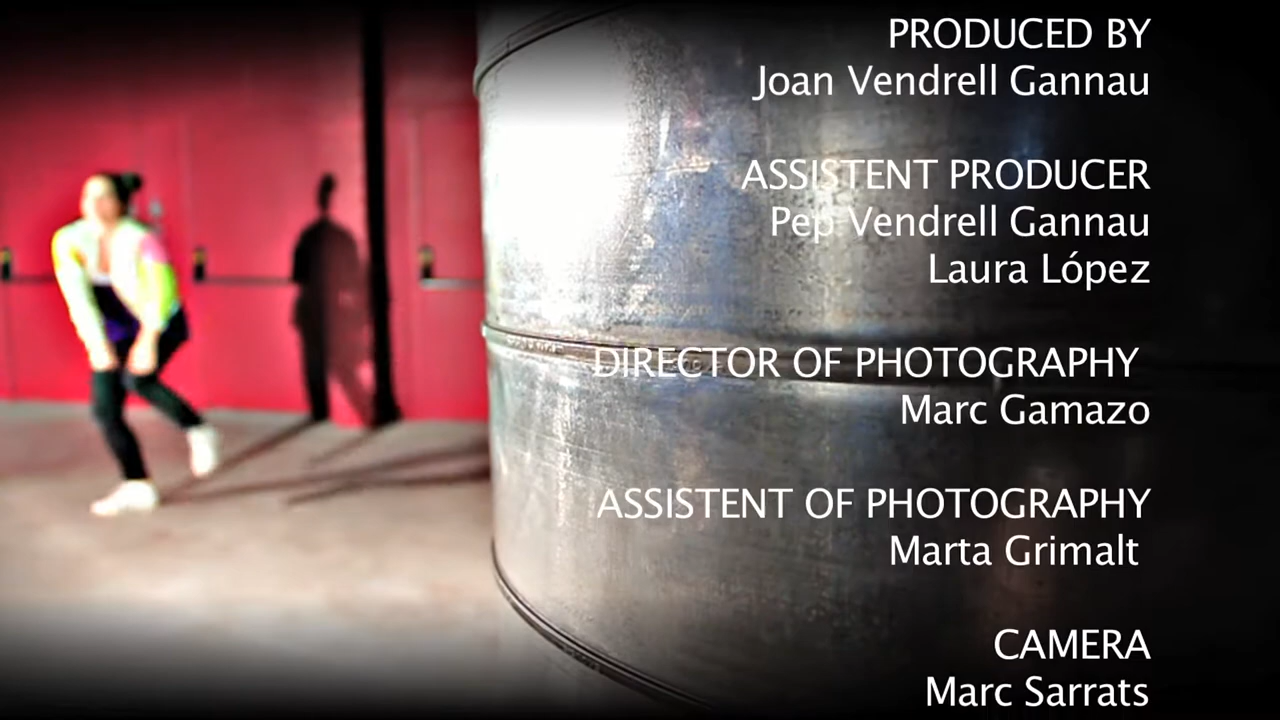 PRODUCED BY
Joan Vendrell Gannau
ASSISTENT PRODUCER
Pep Vendrell Gannau
Laura López
DIRECTOR OF PHOTOGRAPHY
Marc Gamazo
ASSISTENT OF PHOTOGRAPHY
Marta Grimalt
CAMERA
Marc Sarrats